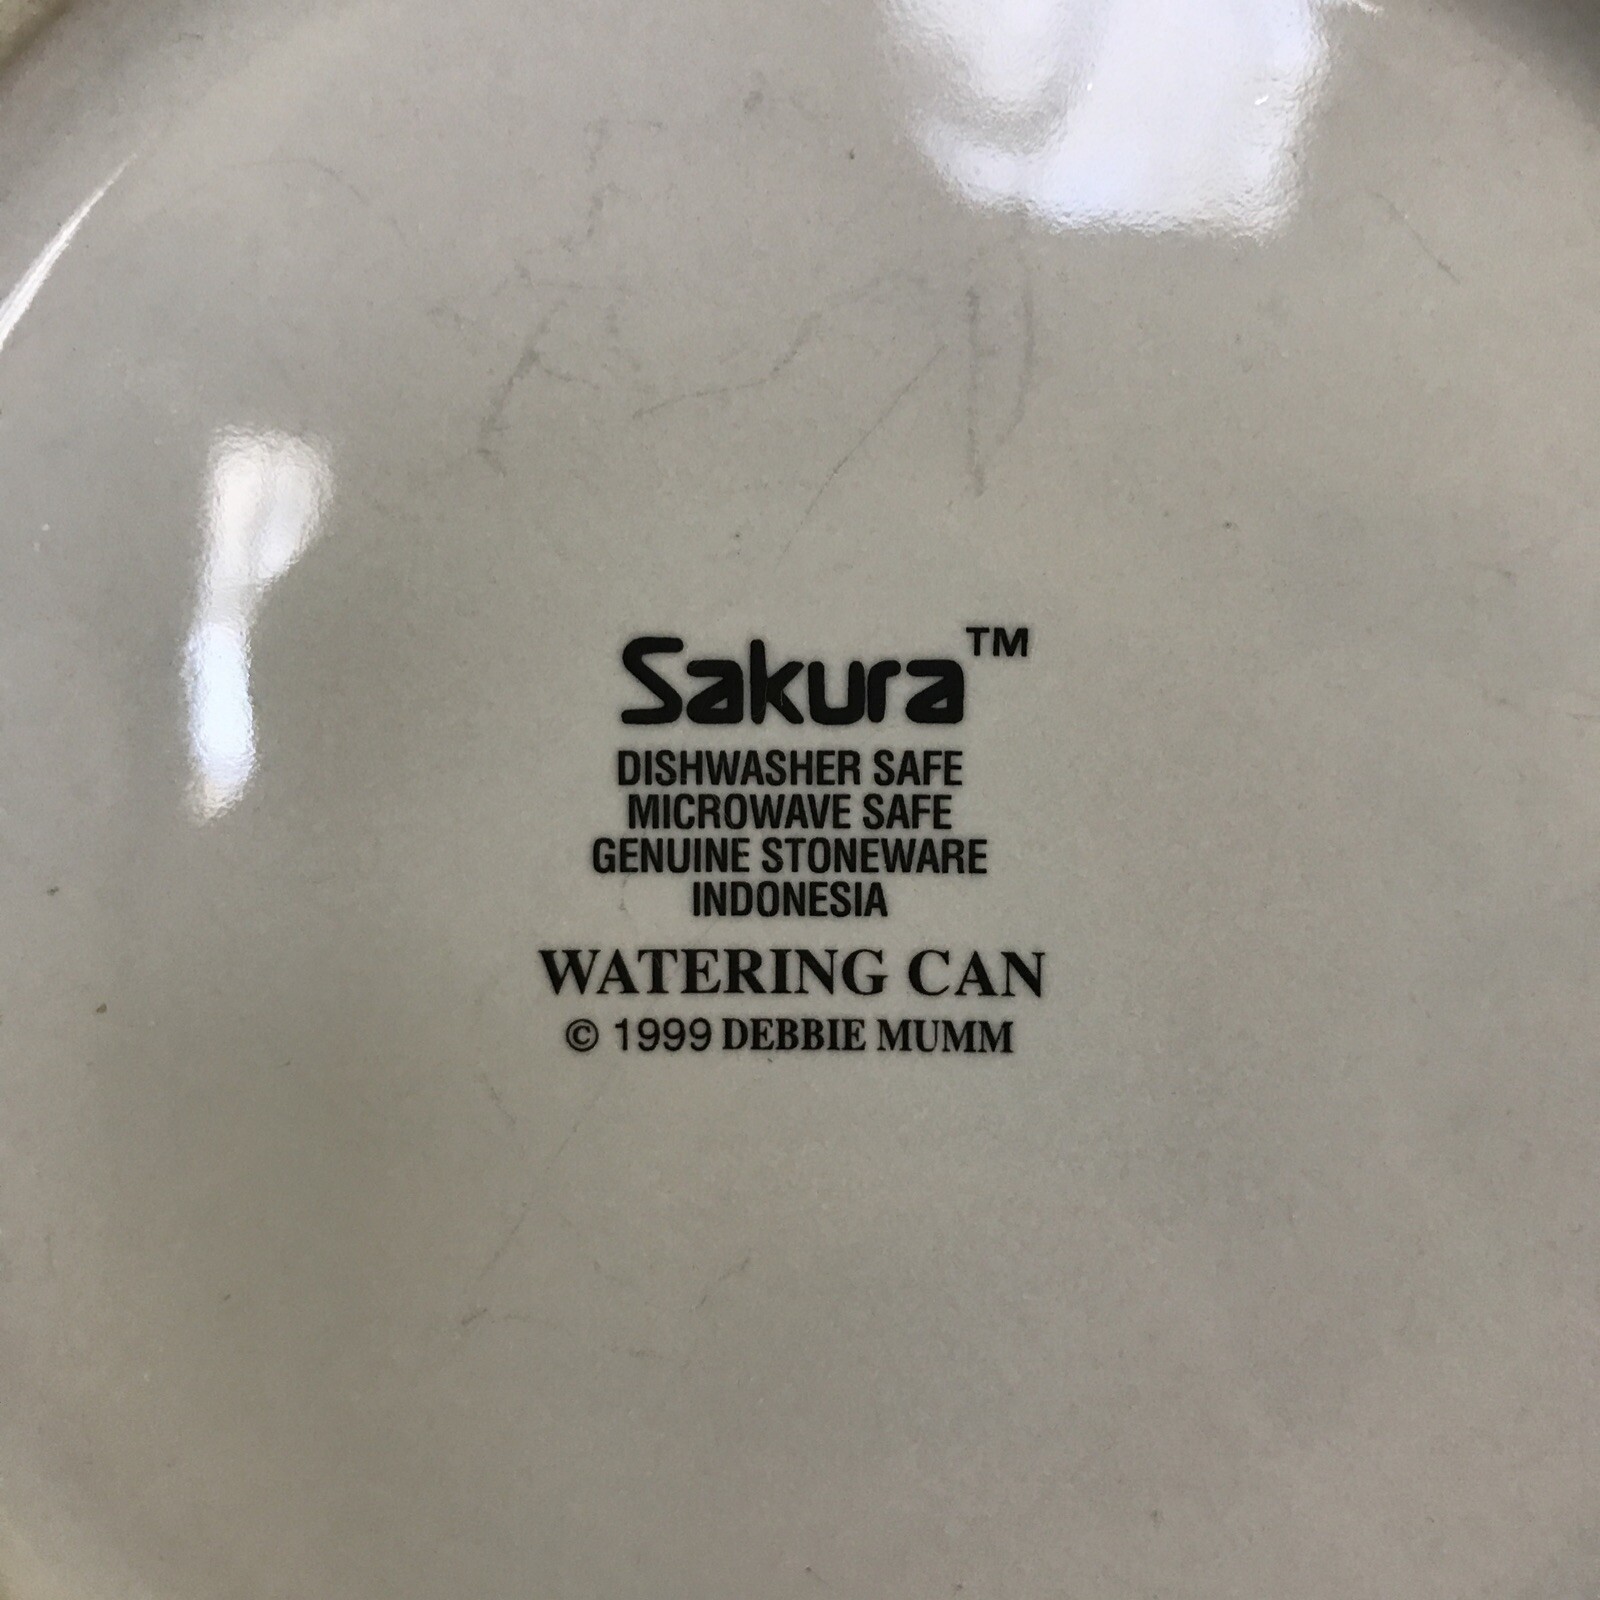 Sakura™
DISHWASHER SAFE
MICROWAVE SAFE
GENUINE STONEWARE
INDONESIA
WATERING CAN
© 1999 DEBBIE MUMM